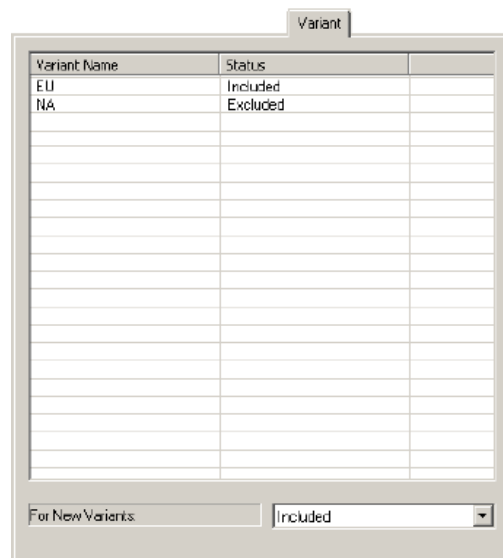 Variant
Variant Name Status
EU Included
NA Excluded
For New Variants: Included